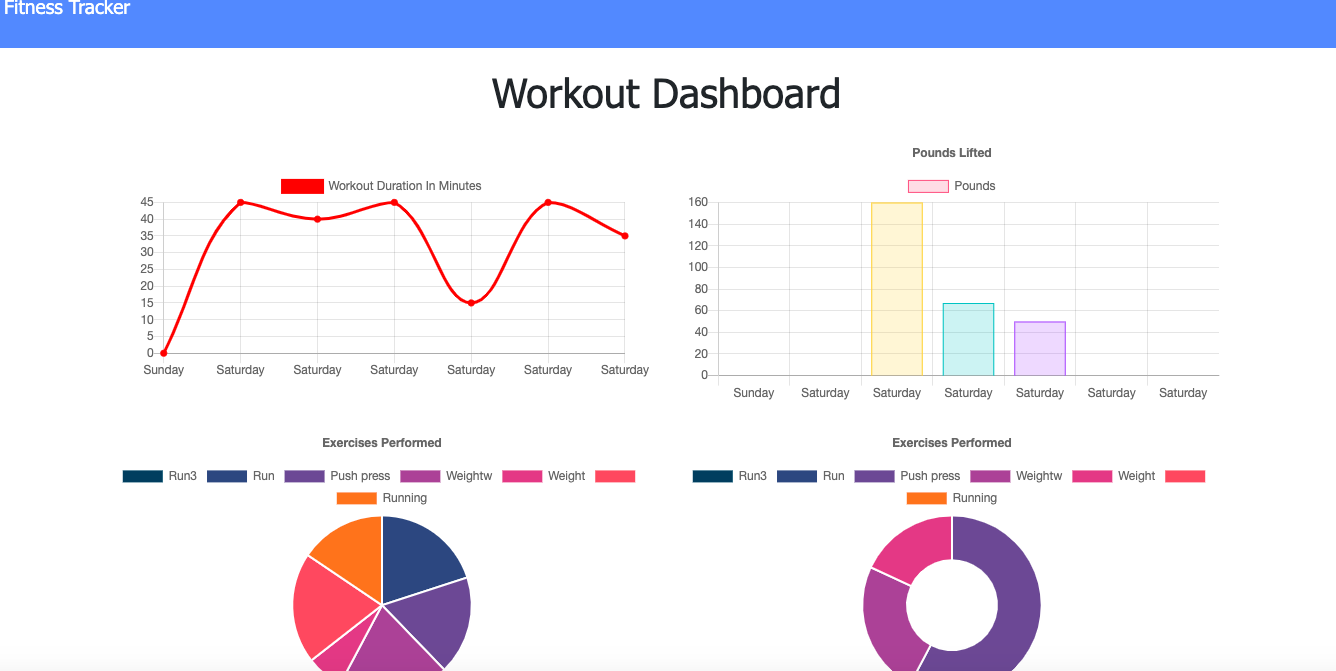 Fitness Tracker
Workout Dashboard
Workout Duration In Minutes
45
40
35
30
25
20
15
10
5
0
Sunday Saturday Saturday Saturday Saturday Saturday Saturday
Pounds Lifted
Pounds
160
140
120
100
80
60
40
20
0
Sunday Saturday Saturday Saturday Saturday Saturday Saturday
Exercises Performed
Run3 Run Push press Weightw Weight
Running
Exercises Performed
Run3 Run Push press Weightw Weight
Running